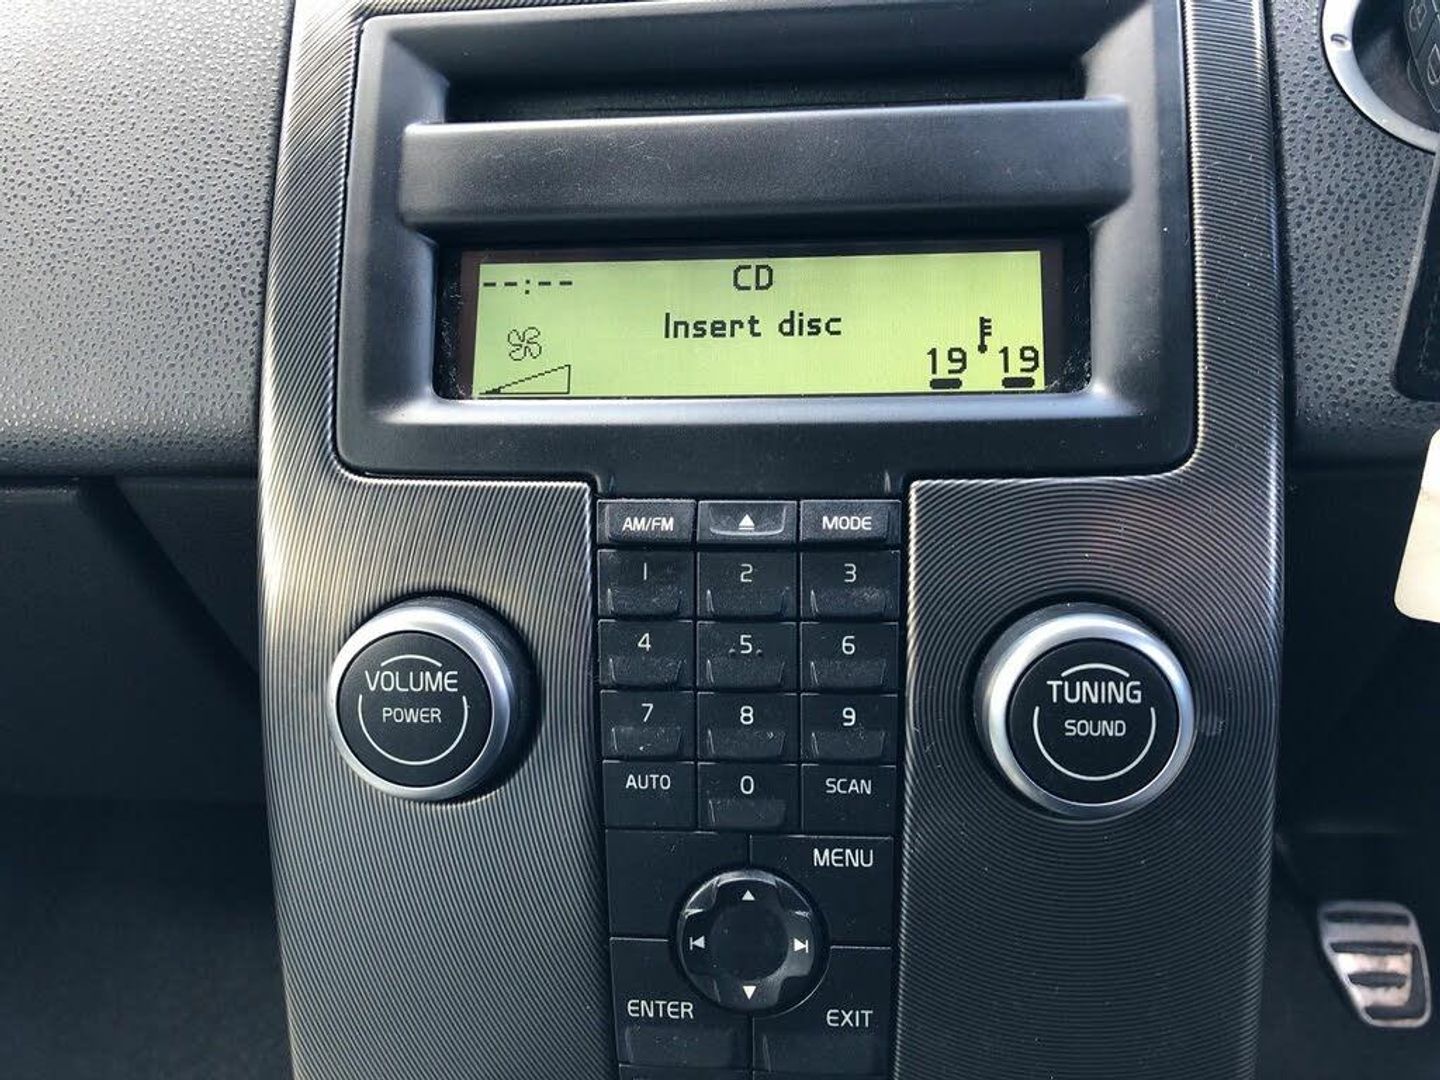 --:-- CD
Insert disc
19 19
AM/FM MODE
1 2 3
4 5 6
7 8 9
AUTO 0 SCAN
VOLUME
POWER
TUNING
SOUND
MENU
ENTER EXIT